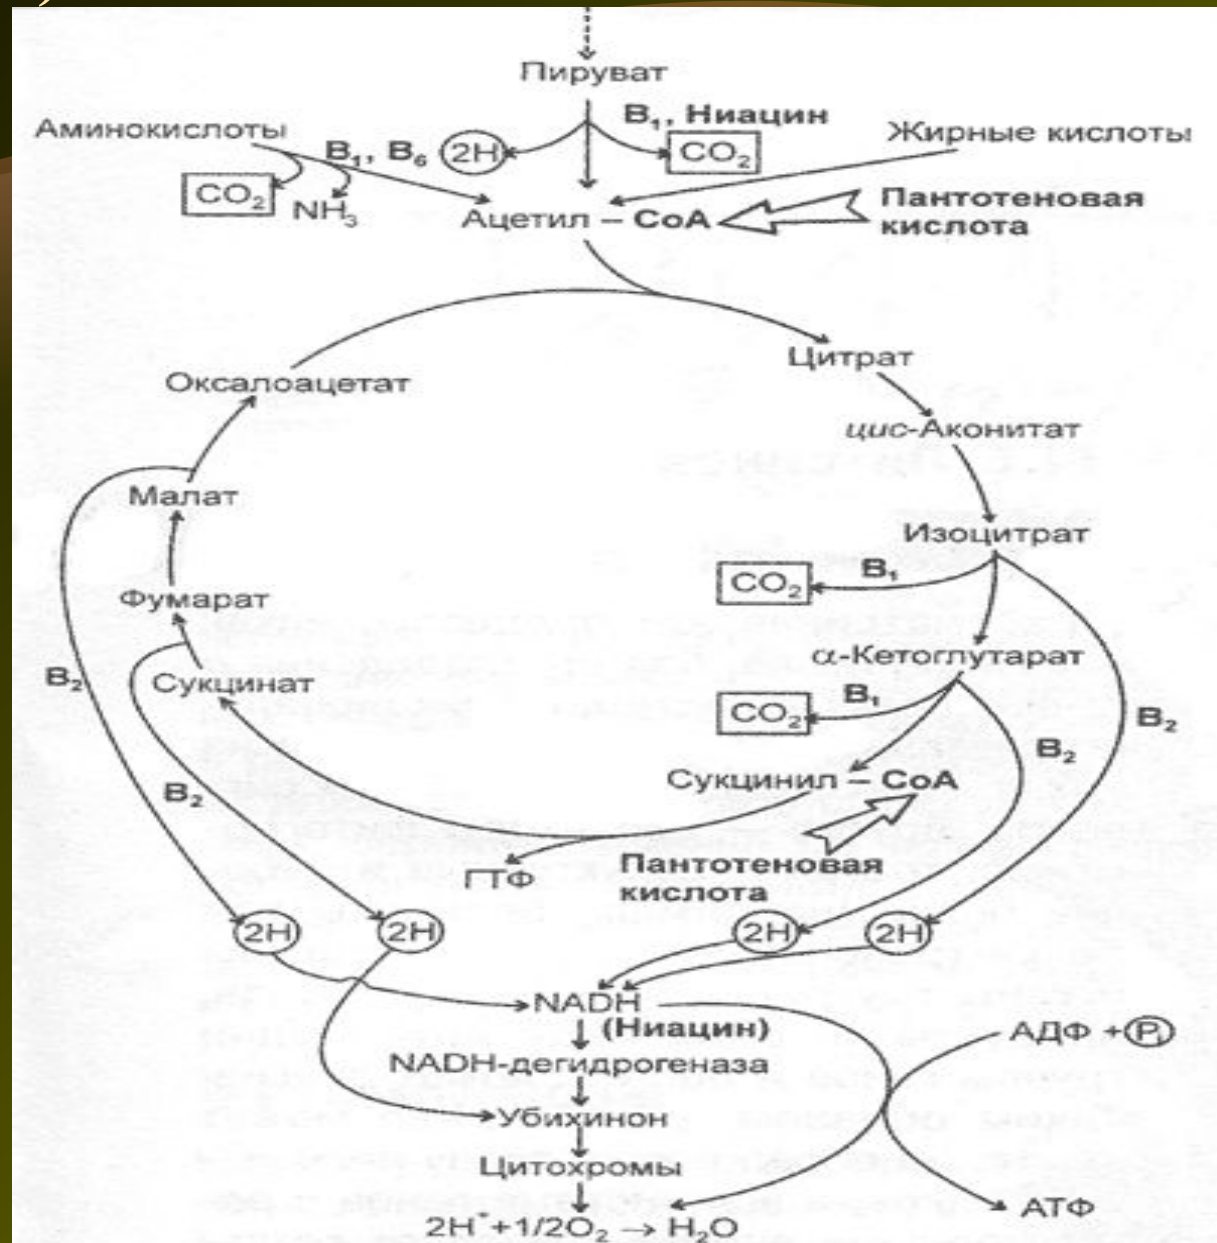 Пируват
B₁, Ниацин
Аминокислоты
Жирные кислоты
B₁, B₆
2H
CO₂
CO₂
NH₃
Ацетил – CoA
Пантотеновая
кислота
Цитрат
Оксалоацетат
цис-Аконитат
Малат
Изоцитрат
CO₂
B₁
Фумарат
α-Кетоглутарат
B₂
Сукцинат
CO₂
B₁
B₂
B₂
Сукцинил – CoA
B₂
Пантотеновая
кислота
ГТФ
2H
2H
2H
2H
NADH
(Ниацин)
АДФ + Pᵢ
NADH-дегидрогеназа
Убихинон
Цитохромы
АТФ
2H⁺+1/2O₂ → H₂O